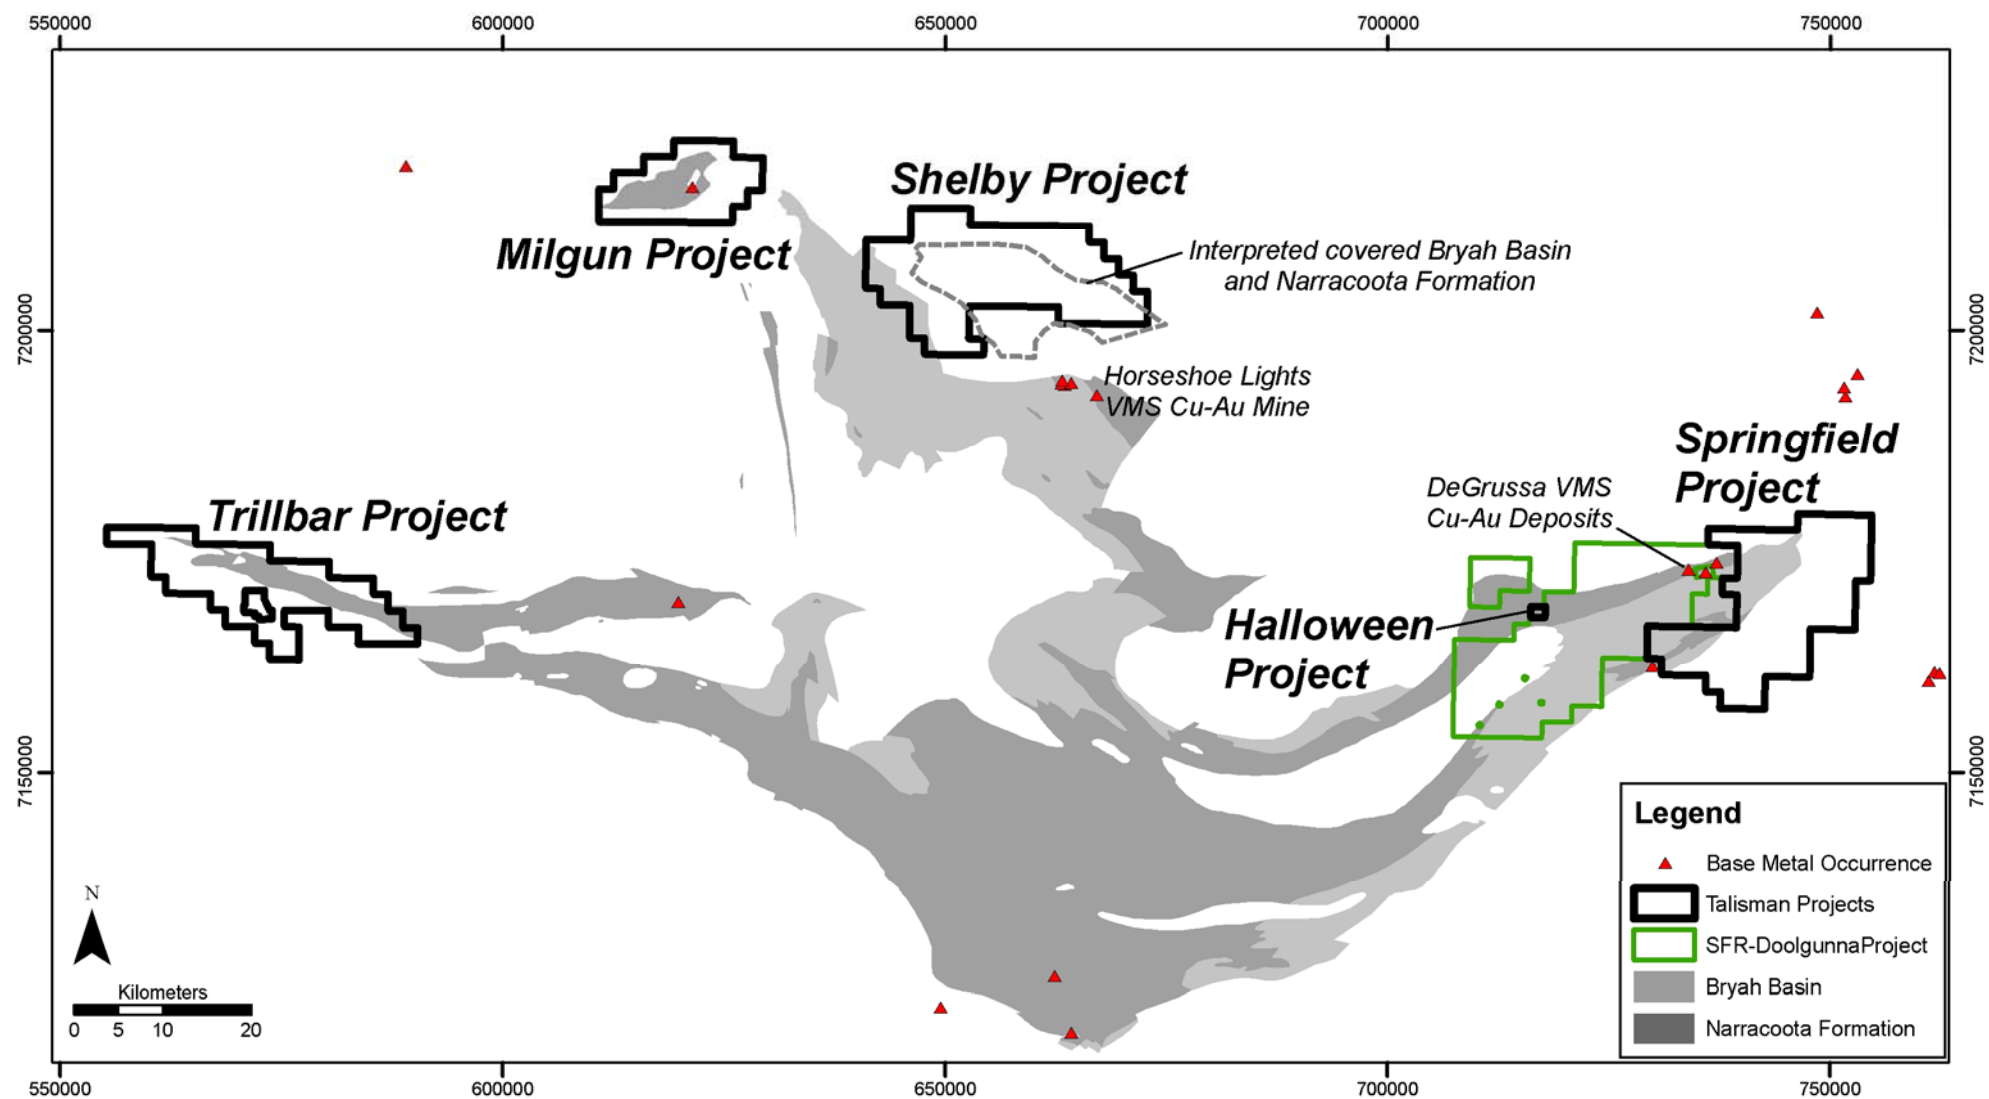 550000
600000
650000
700000
750000
Shelby Project
Milgun Project
Interpreted covered Bryah Basin
and Narracoota Formation
7200000
7200000
Horseshoe Lights
VMS Cu-Au Mine
Springfield
Project
DeGrussa VMS
Cu-Au Deposits
Trillbar Project
Halloween
Project
7150000
7150000
Legend
Base Metal Occurrence
Talisman Projects
SFR-DoolgunnaProject
Bryah Basin
Narracoota Formation
N
Kilometers
0 5 10 20
550000
600000
650000
700000
750000